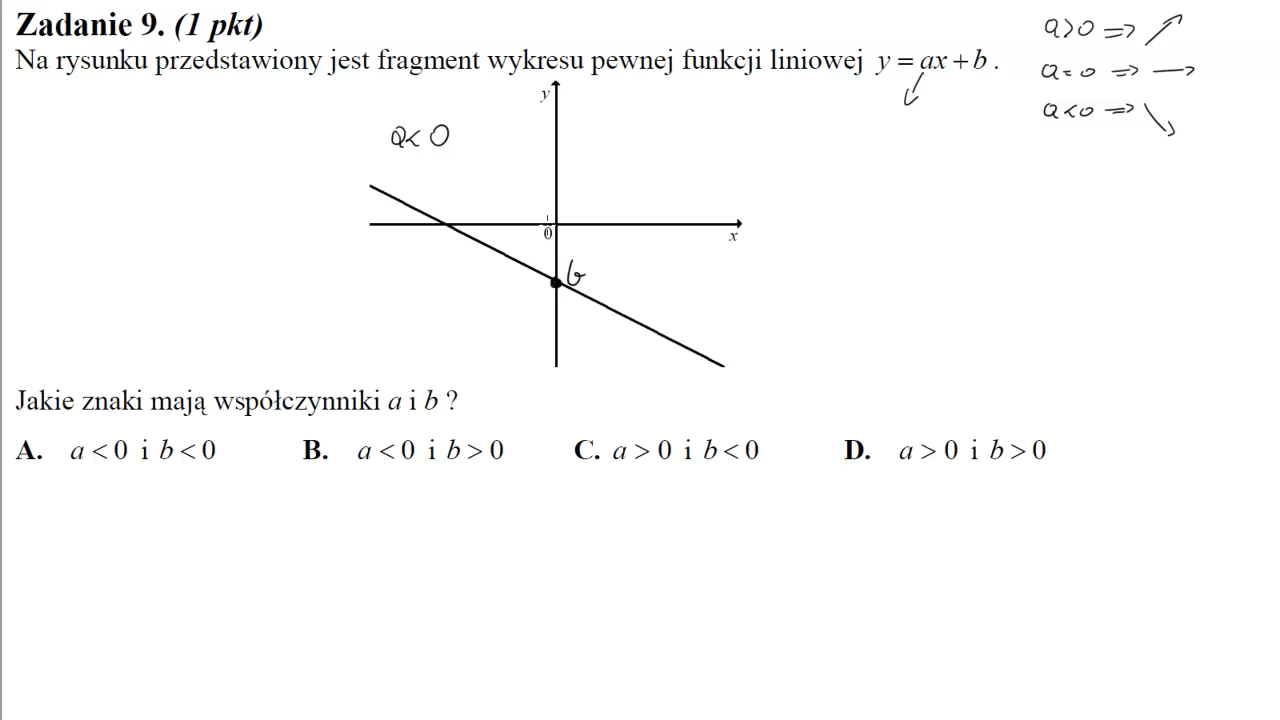 Zadanie 9. (1 pkt)
Na rysunku przedstawiony jest fragment wykresu pewnej funkcji liniowej y = ax + b .
a>0 => ↗
a=0 => →
a<0 => ↘
a<0
y
0
x
b
Jakie znaki mają współczynniki a i b ?
A. a < 0 i b < 0 B. a < 0 i b > 0 C. a > 0 i b < 0 D. a > 0 i b > 0